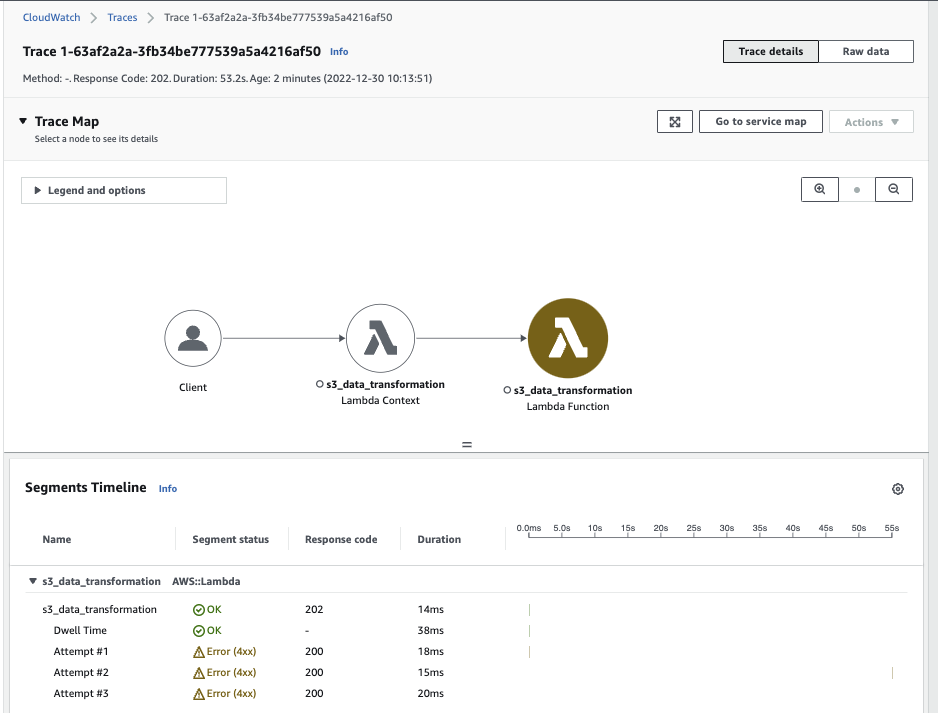 CloudWatch > Traces > Trace 1-63af2a2a-3fb34be777539a5a4216af50
Trace 1-63af2a2a-3fb34be777539a5a4216af50 Info
Trace details Raw data
Method: -. Response Code: 202. Duration: 53.2s. Age: 2 minutes (2022-12-30 10:13:51)
Trace Map
Select a node to see its details
Go to service map Actions
Legend and options
Client
s3_data_transformation
Lambda Context
s3_data_transformation
Lambda Function
Segments Timeline Info
Name Segment status Response code Duration 0.0ms 5.0s 10s 15s 20s 25s 30s 35s 40s 45s 50s 55s
s3_data_transformation AWS::Lambda
s3_data_transformation OK 202 14ms
Dwell Time OK - 38ms
Attempt #1 Error (4xx) 200 18ms
Attempt #2 Error (4xx) 200 15ms
Attempt #3 Error (4xx) 200 20ms